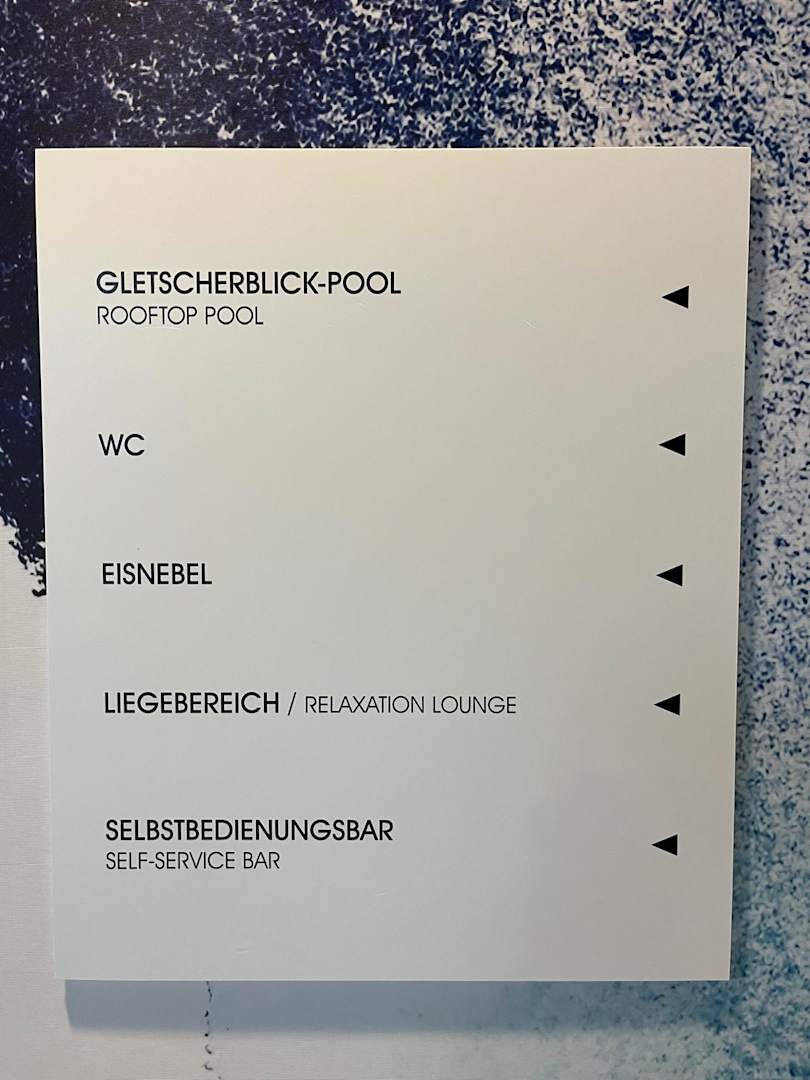 GLETSCHERBLICK-POOL
ROOFTOP POOL
WC
EISNEBEL
LIEGEBEREICH / RELAXATION LOUNGE
SELBSTBEDIENUNGSBAR
SELF-SERVICE BAR